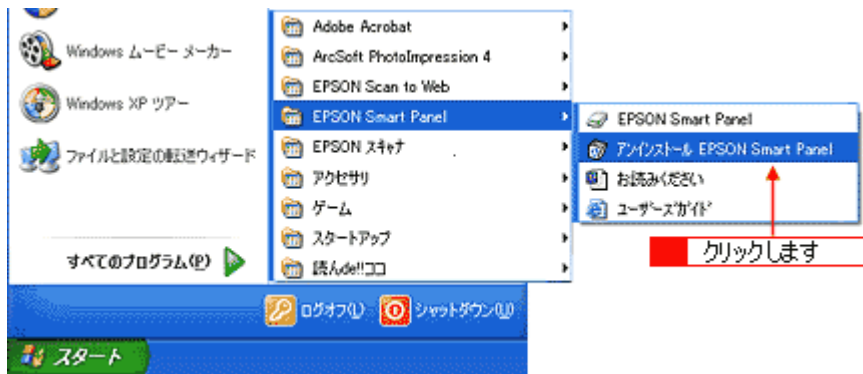 Windows ムービー メーカー
Windows XP ツアー
ファイルと設定の転送ウィザード
すべてのプログラム(P)
Adobe Acrobat
ArcSoft PhotoImpression 4
EPSON Scan to Web
EPSON Smart Panel
EPSON スキャナ
アクセサリ
ゲーム
スタートアップ
読んde!!ココ
EPSON Smart Panel
アンインストール EPSON Smart Panel
お読みください
ユーザーズガイド
クリックします
ログオフ(L)
シャットダウン(U)
スタート